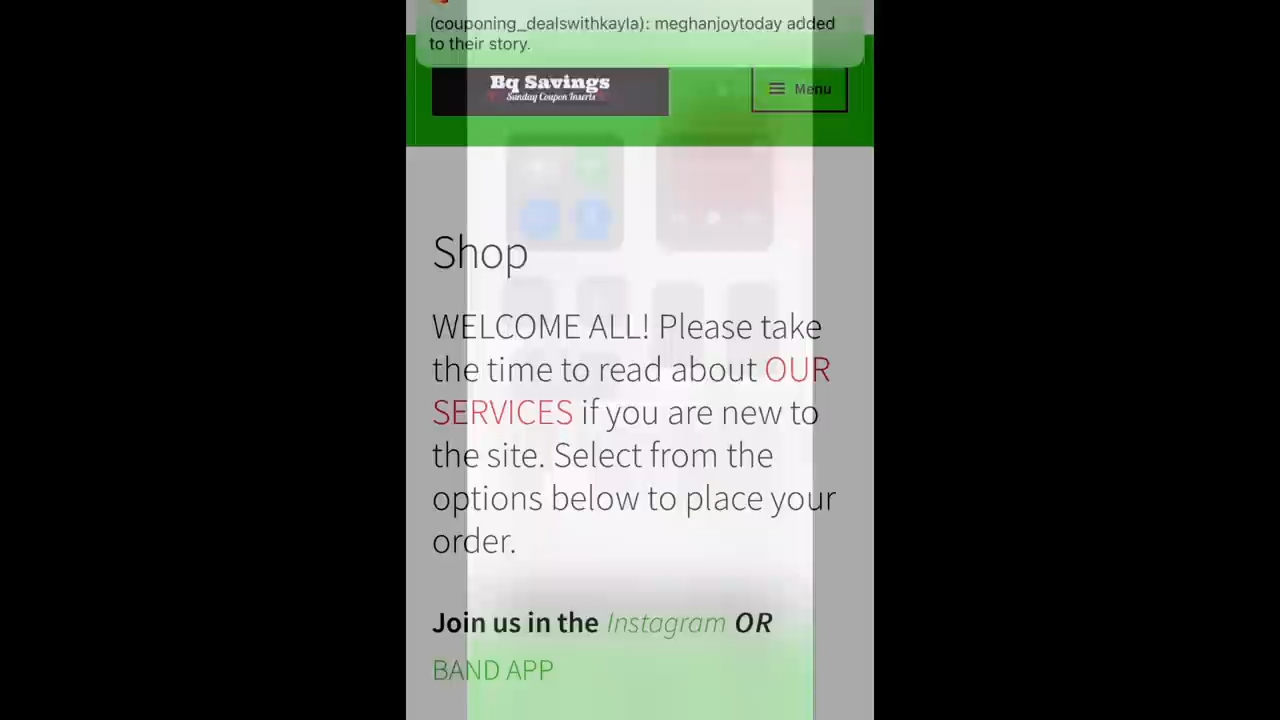 (couponing_dealswithkayla): meghanjoytoday added
to their story.
Bq Savings
Sunday Coupon Inserts
Menu
Shop
WELCOME ALL! Please take
the time to read about OUR
SERVICES if you are new to
the site. Select from the
options below to place your
order.
Join us in the Instagram OR
BAND APP